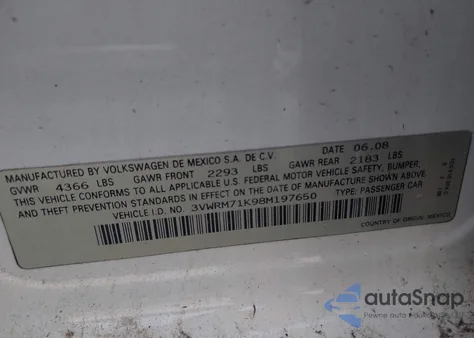 MANUFACTURED BY VOLKSWAGEN DE MEXICO S.A. DE C.V. DATE 06.08
GVWR 4366 LBS GAWR FRONT 2293 LBS GAWR REAR 2183 LBS
THIS VEHICLE CONFORMS TO ALL APPLICABLE U.S. FEDERAL MOTOR VEHICLE SAFETY, BUMPER,
AND THEFT PREVENTION STANDARDS IN EFFECT ON THE DATE OF MANUFACTURE SHOWN ABOVE
VEHICLE I.D. NO. 3VWRM71K98M197650 TYPE: PASSENGER CAR
COUNTRY OF ORIGIN: MEXICO
autoSnap
Pewne auto